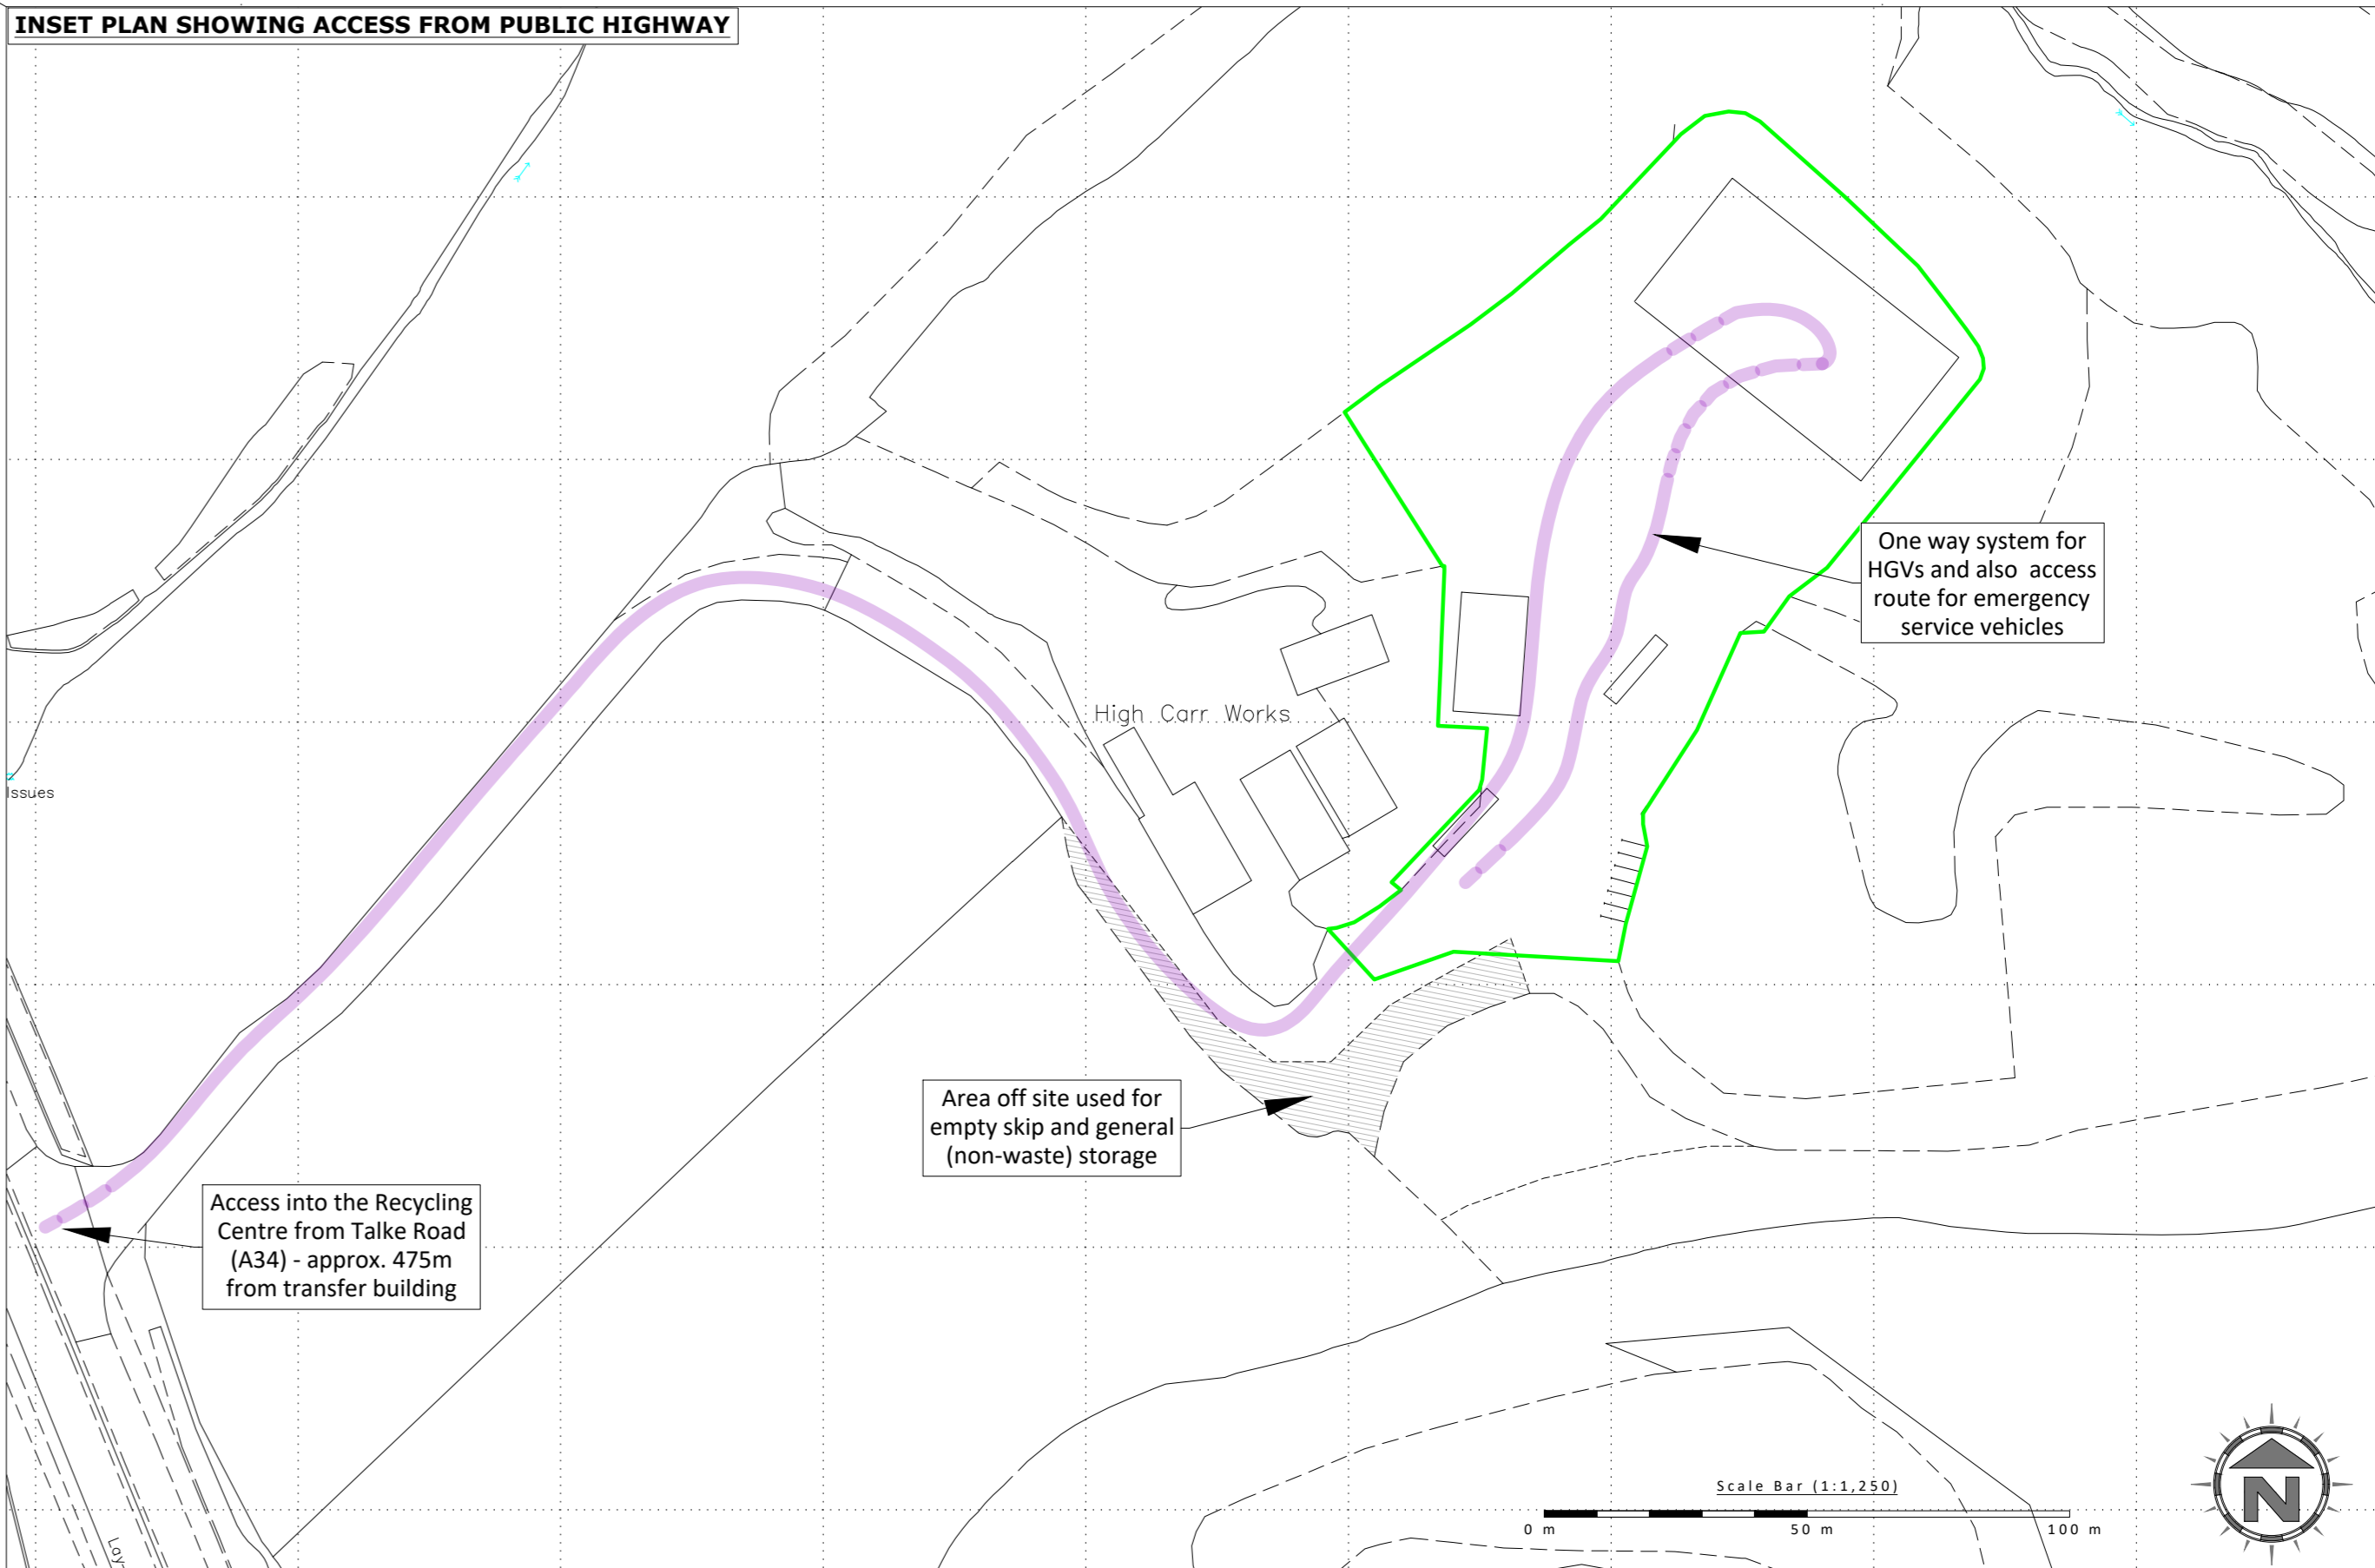 INSET PLAN SHOWING ACCESS FROM PUBLIC HIGHWAY
One way system for
HGVs and also access
route for emergency
service vehicles
High Carr Works
Issues
Area off site used for
empty skip and general
(non-waste) storage
Access into the Recycling
Centre from Talke Road
(A34) - approx. 475m
from transfer building
Scale Bar (1:1,250)
0 m 50 m 100 m
N
Lay